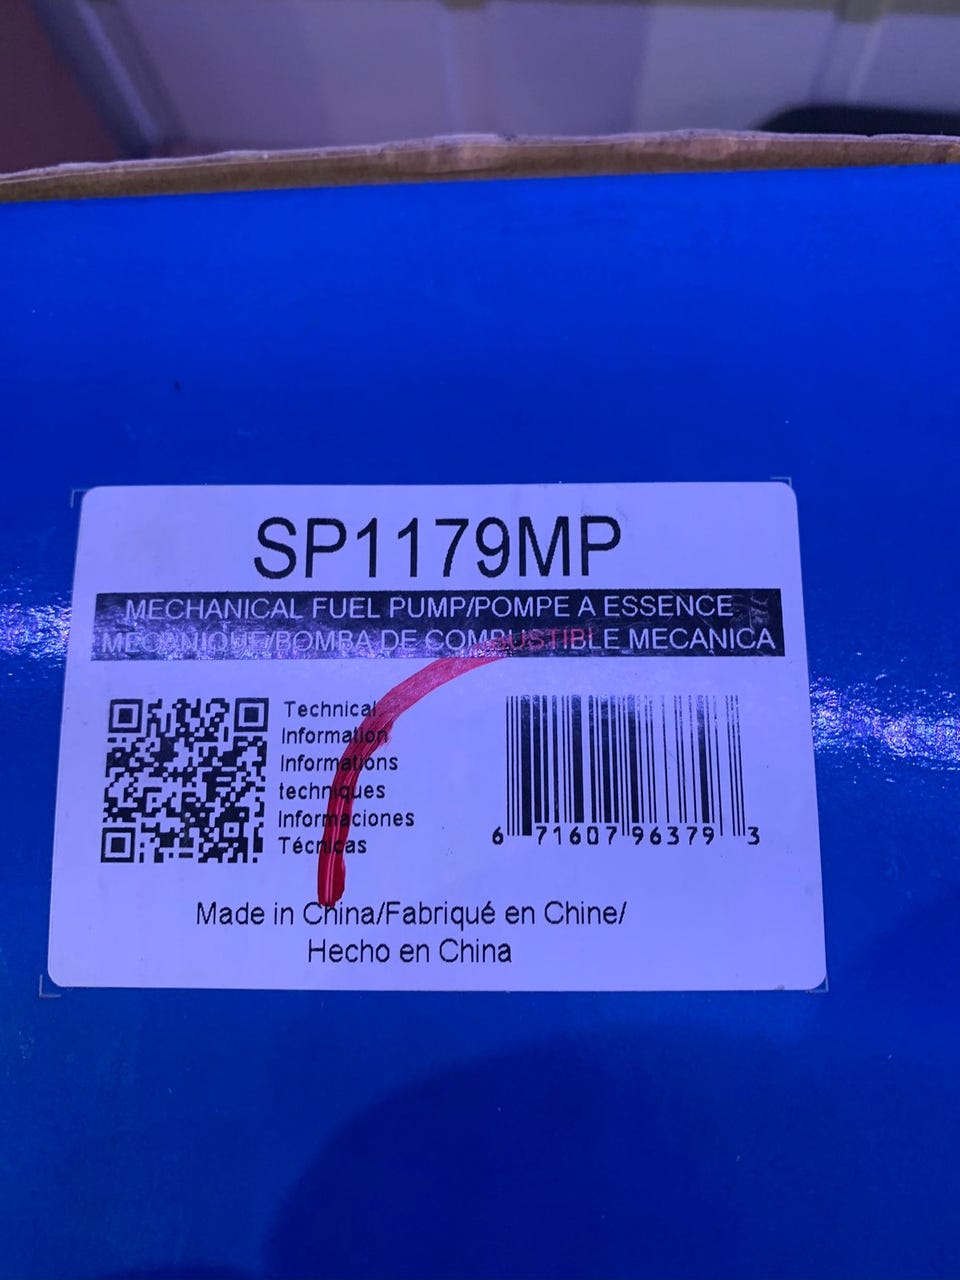 SP1179MP
MECHANICAL FUEL PUMP/POMPE A ESSENCE
MECANIQUE/BOMBA DE COMBUSTIBLE MECANICA
Technical
Information
Informations
techniques
Informaciones
Técnicas
6 71607 96379 3
Made in China/Fabriqué en Chine/
Hecho en China